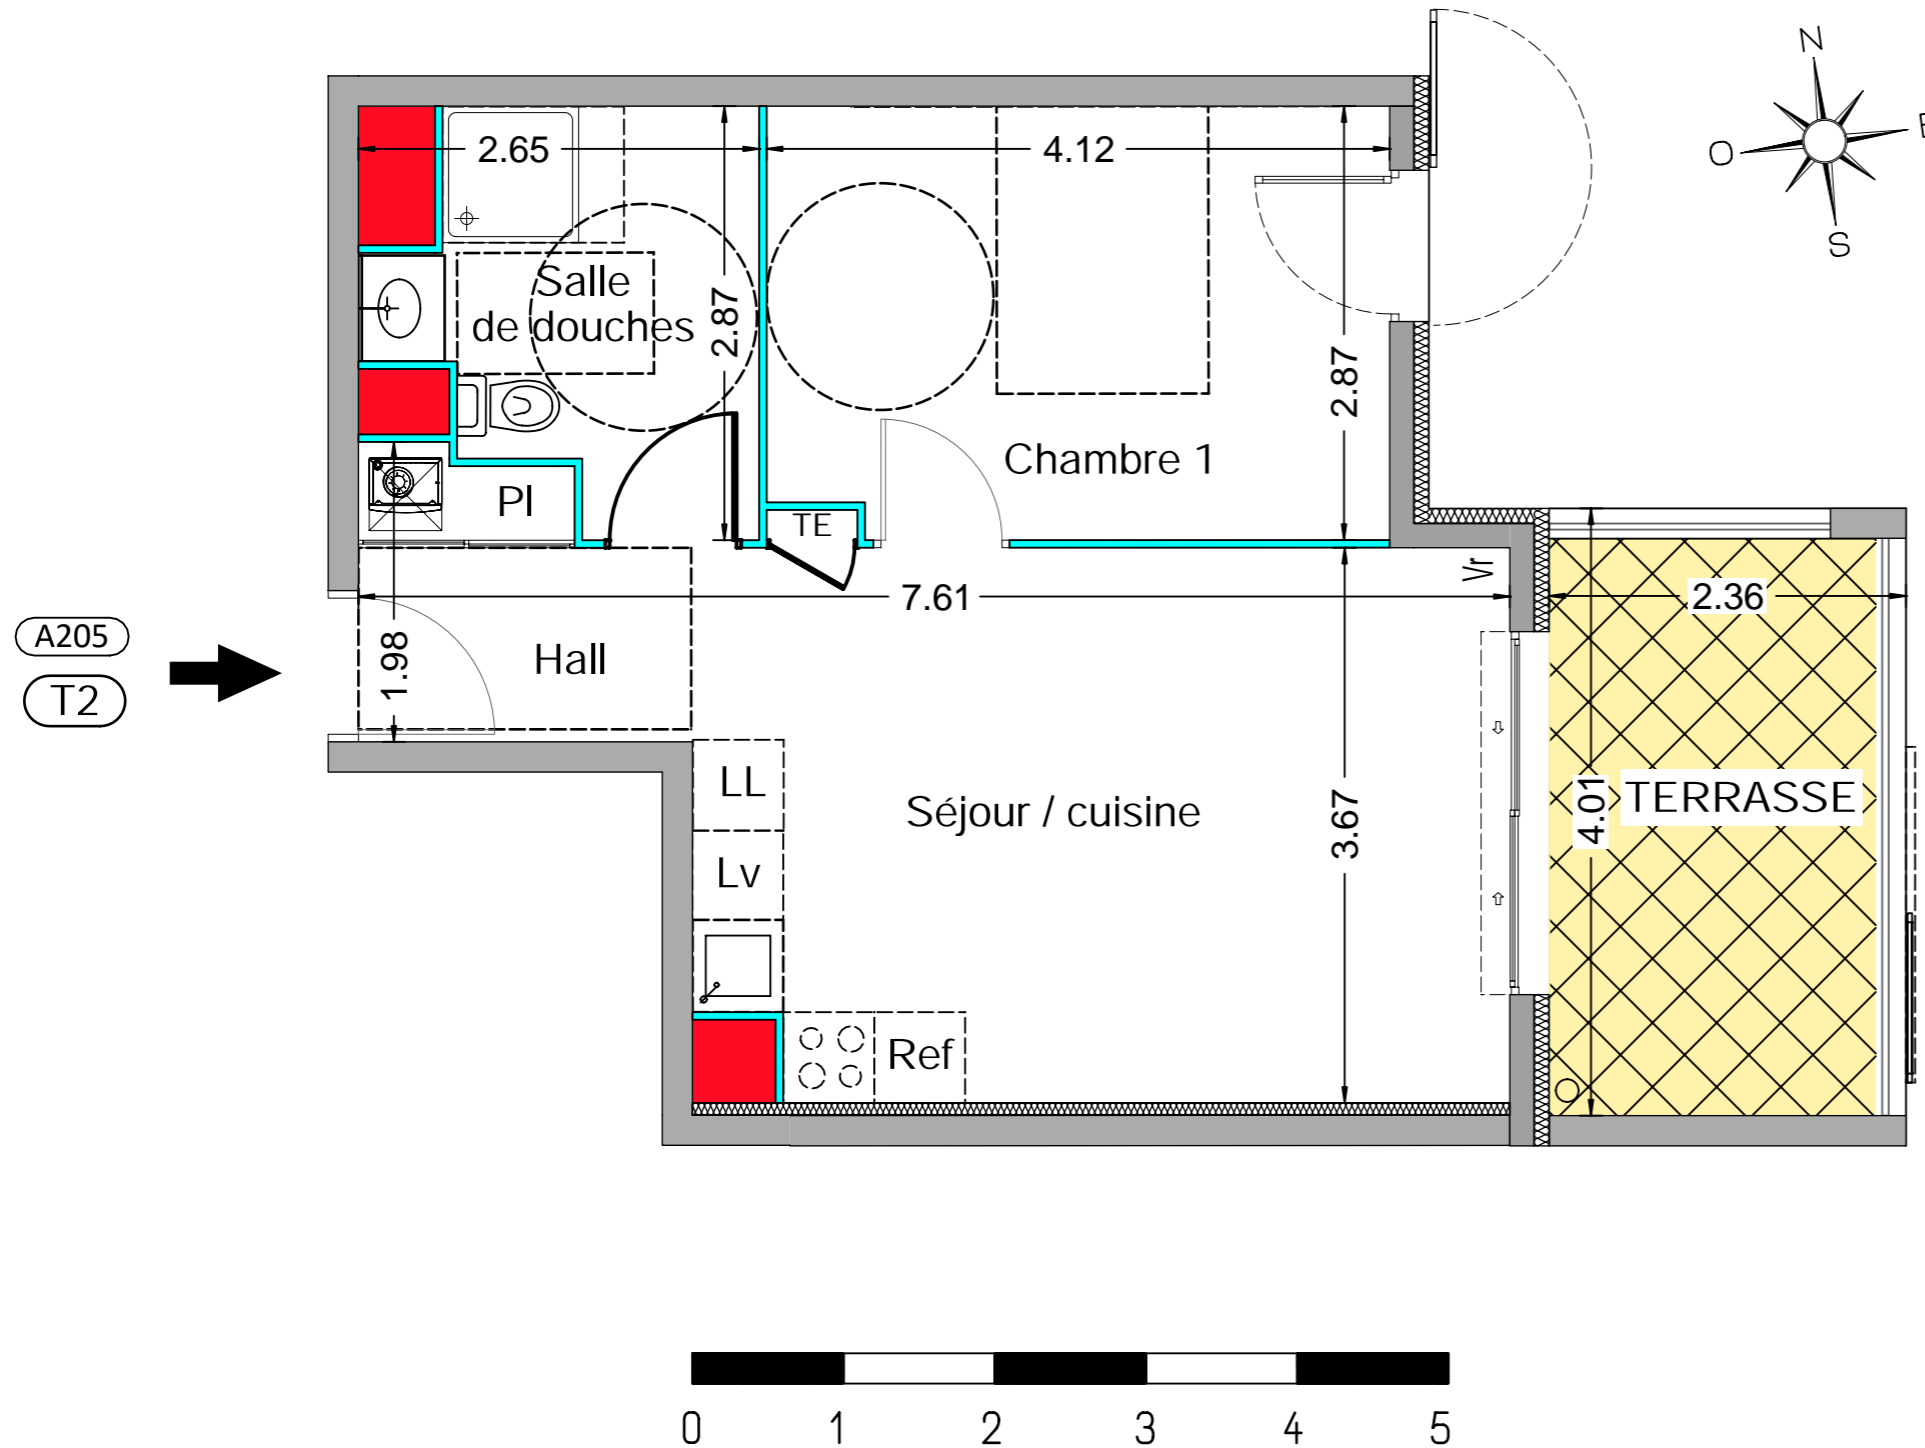 N
O
E
S
2.65
4.12
Salle
de douches
2.87
2.87
Chambre 1
Pl
TE
Vr
7.61
2.36
A205
T2
1.98
Hall
LL
Lv
Séjour / cuisine
3.67
4.01
TERRASSE
Ref
0 1 2 3 4 5